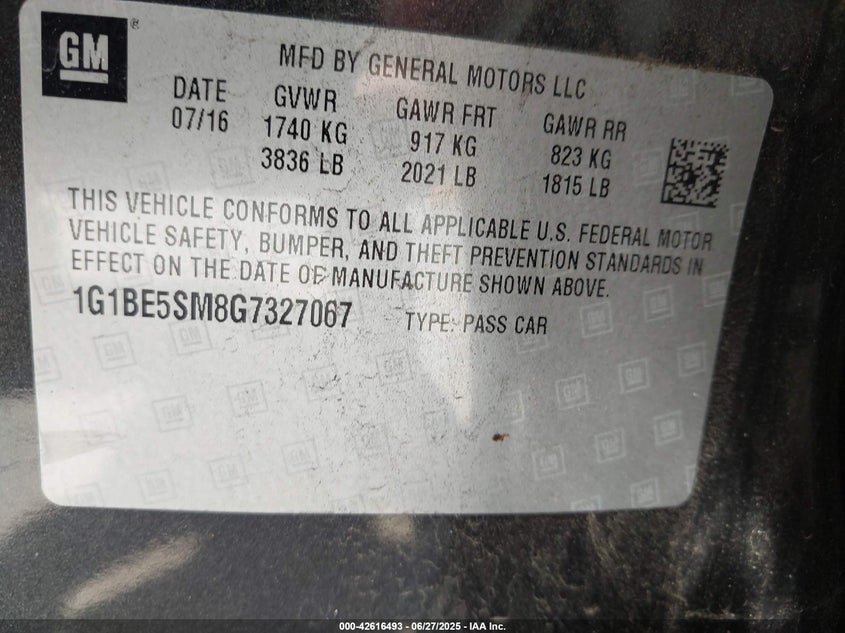 GM
MFD BY GENERAL MOTORS LLC
DATE GVWR GAWR FRT GAWR RR
07/16 1740 KG 917 KG 823 KG
3836 LB 2021 LB 1815 LB
THIS VEHICLE CONFORMS TO ALL APPLICABLE U.S. FEDERAL MOTOR
VEHICLE SAFETY, BUMPER, AND THEFT PREVENTION STANDARDS IN
EFFECT ON THE DATE OF MANUFACTURE SHOWN ABOVE.
1G1BE5SM8G7327067 TYPE: PASS CAR
000-42616493 - 06/27/2025 - IAA Inc.